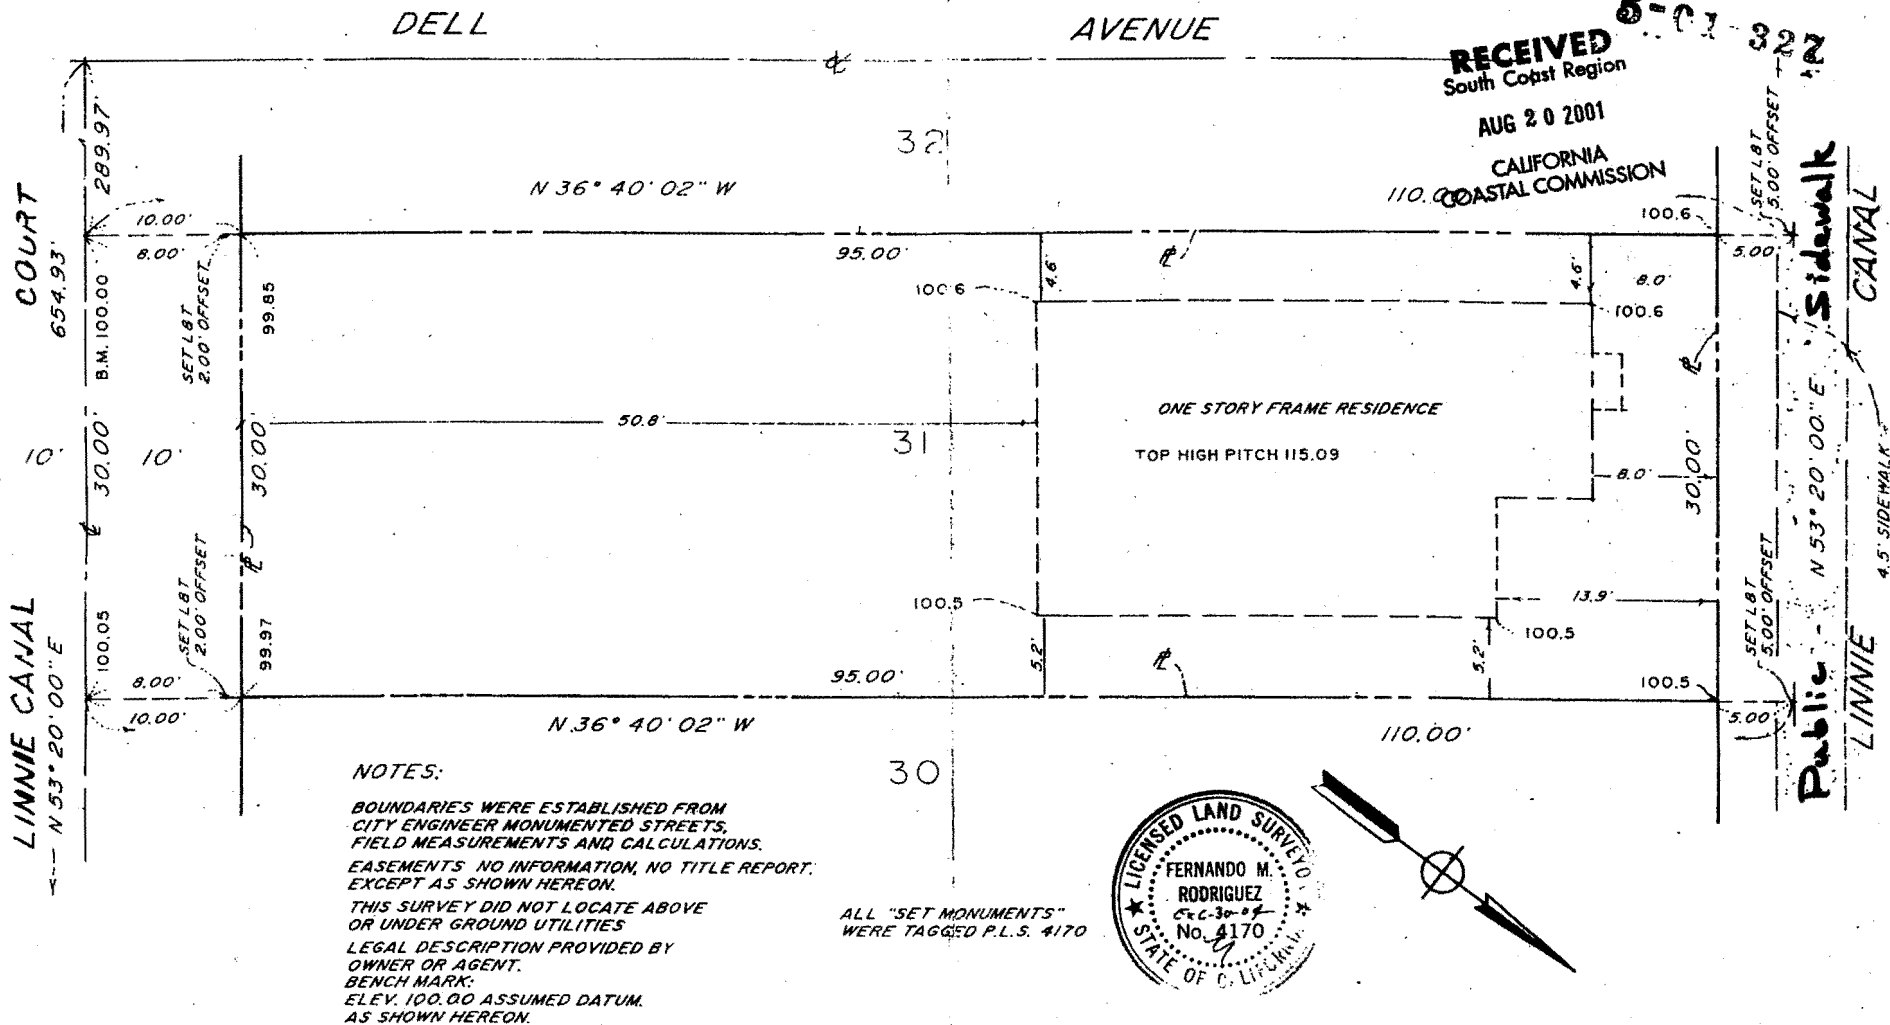 DELL AVENUE
5-01-322
RECEIVED
South Coast Region
AUG 20 2001
CALIFORNIA
COASTAL COMMISSION
32
N 36° 40' 02" W
110.00
289.97'
COURT
654.93'
10.00'
8.00'
B.M. 100.00
SET L&T
2.00' OFFSET
99.85
95.00'
100.6
4.6'
4.6'
8.0'
100.6
100.6
5.00'
SET L&T
5.00' OFFSET
Public Sidewalk
LINNIE CANAL
N 53° 20' 00" E
4.5' SIDEWALK
ONE STORY FRAME RESIDENCE
TOP HIGH PITCH 115.09
50.8'
31
10'
30.00'
10'
30.00'
8.0'
30.00'
13.9'
100.5
100.5
5.2'
5.2'
100.5
SET L&T
5.00' OFFSET
5.00'
SET L&T
2.00' OFFSET
99.97
100.05
LINNIE CANAL
N 53° 20' 00" E
8.00'
10.00'
95.00'
N 36° 40' 02" W
110.00'
30
NOTES:
BOUNDARIES WERE ESTABLISHED FROM
CITY ENGINEER MONUMENTED STREETS,
FIELD MEASUREMENTS AND CALCULATIONS.
EASEMENTS NO INFORMATION, NO TITLE REPORT.
EXCEPT AS SHOWN HEREON.
THIS SURVEY DID NOT LOCATE ABOVE
OR UNDER GROUND UTILITIES
LEGAL DESCRIPTION PROVIDED BY
OWNER OR AGENT.
BENCH MARK:
ELEV. 100.00 ASSUMED DATUM.
AS SHOWN HEREON.
ALL "SET MONUMENTS"
WERE TAGGED P.L.S. 4170
LICENSED LAND SURVEYO
FERNANDO M.
RODRIGUEZ
No. 4170
STATE OF C LIFORNI